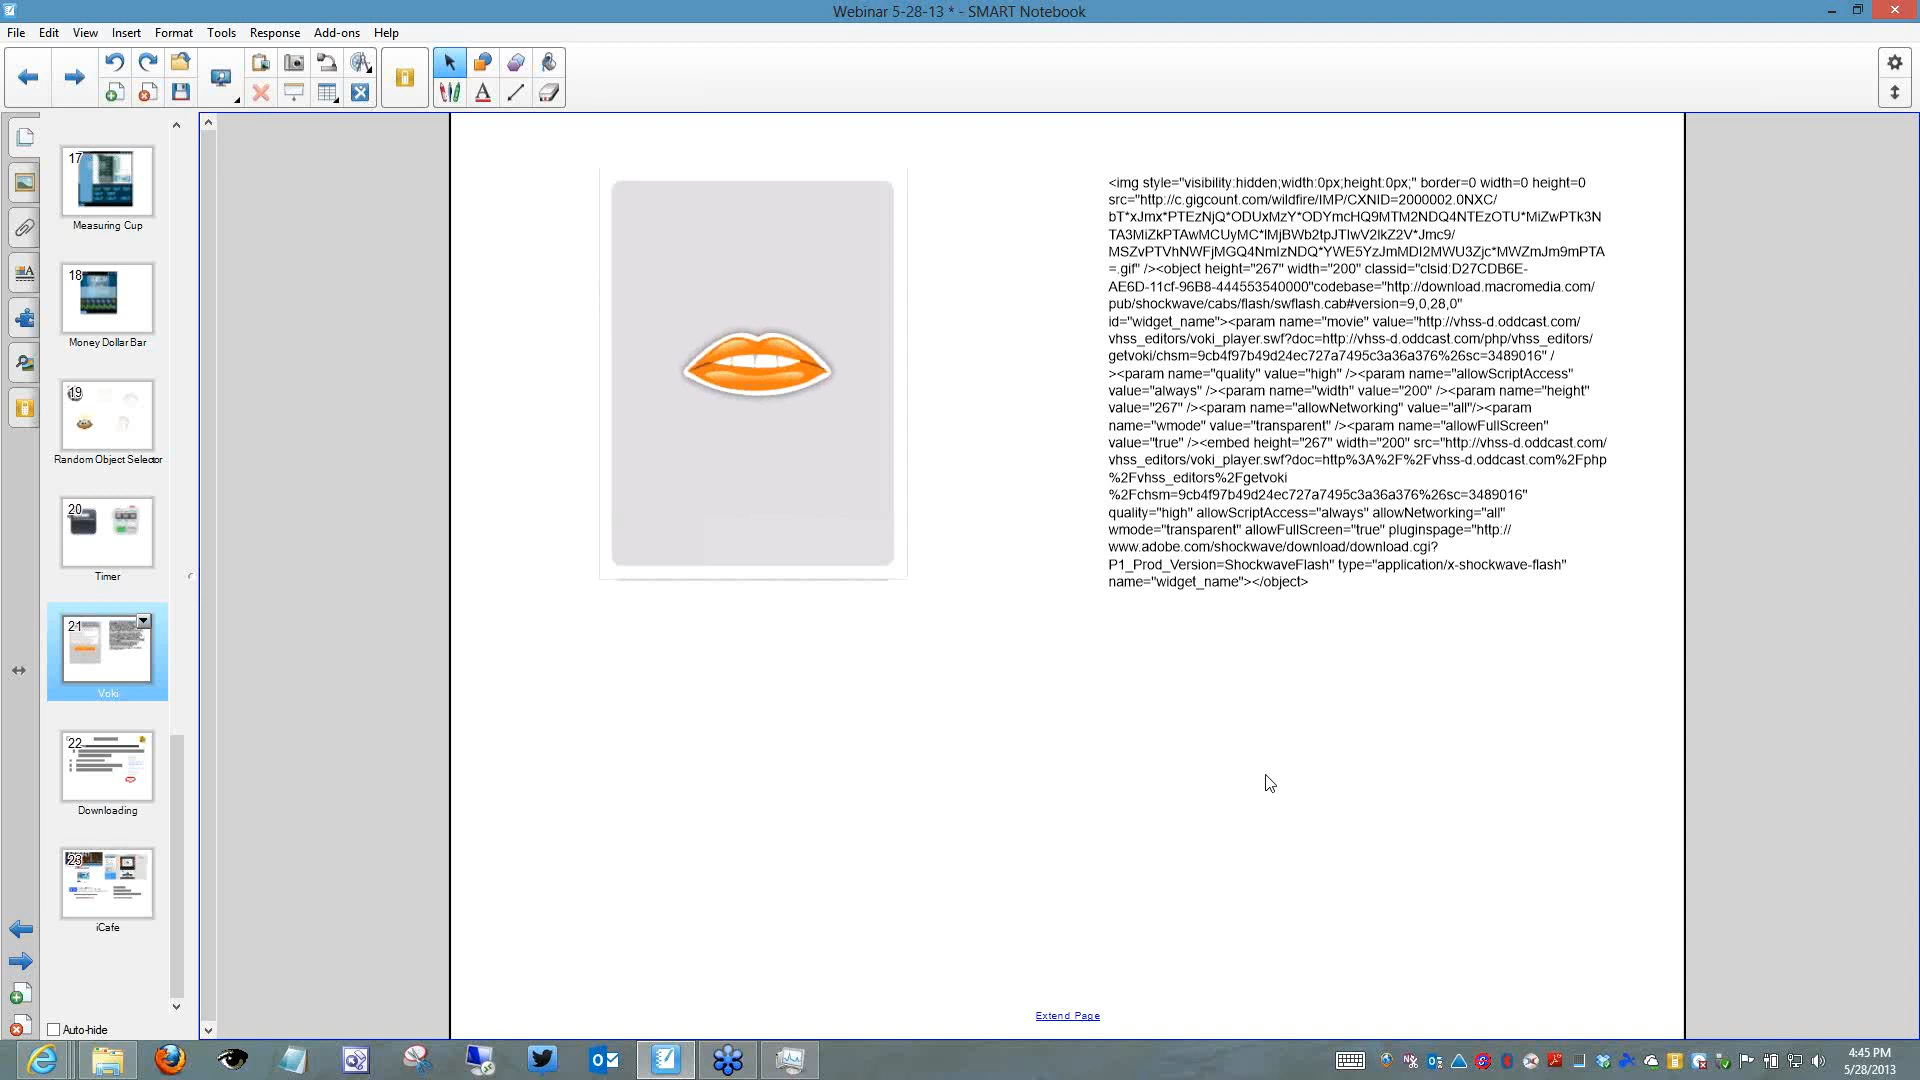 Webinar 5-28-13 * - SMART Notebook
File Edit View Insert Format Tools Response Add-ons Help
17
Measuring Cup
18
Money Dollar Bar
19
Random Object Selector
20
Timer
21
Voki
22
Downloading
23
iCafe
Auto-hide
<img style="visibility:hidden;width:0px;height:0px;" border=0 width=0 height=0
src="http://c.gigcount.com/wildfire/IMP/CXNID=2000002.0NXC/
bT*xJmx*PTEzNjQ*ODUxMzY*ODYmcHQ9MTM2NDQ4NTEzOTU*MiZwPTk3N
TA3MiZkPTAwMCUyMC*lMjBWb2tpJTIwV2lkZ2V*Jmc9/
MSZvPTVhNWFjMGQ4NmIzNDQ*YWE5YzJmMDI2MWU3Zjc*MWZmJm9mPTA
=.gif" /><object height="267" width="200" classid="clsid:D27CDB6E-
AE6D-11cf-96B8-444553540000"codebase="http://download.macromedia.com/
pub/shockwave/cabs/flash/swflash.cab#version=9,0,28,0"
id="widget_name"><param name="movie" value="http://vhss-d.oddcast.com/
vhss_editors/voki_player.swf?doc=http://vhss-d.oddcast.com/php/vhss_editors/
getvoki/chsm=9cb4f97b49d24ec727a7495c3a36a376%26sc=3489016" /
><param name="quality" value="high" /><param name="allowScriptAccess"
value="always" /><param name="width" value="200" /><param name="height"
value="267" /><param name="allowNetworking" value="all"/><param
name="wmode" value="transparent" /><param name="allowFullScreen"
value="true" /><embed height="267" width="200" src="http://vhss-d.oddcast.com/
vhss_editors/voki_player.swf?doc=http%3A%2F%2Fvhss-d.oddcast.com%2Fphp
%2Fvhss_editors%2Fgetvoki
%2Fchsm=9cb4f97b49d24ec727a7495c3a36a376%26sc=3489016"
quality="high" allowScriptAccess="always" allowNetworking="all"
wmode="transparent" allowFullScreen="true" pluginspage="http://
www.adobe.com/shockwave/download/download.cgi?
P1_Prod_Version=ShockwaveFlash" type="application/x-shockwave-flash"
name="widget_name"></object>
Extend Page
4:45 PM
5/28/2013